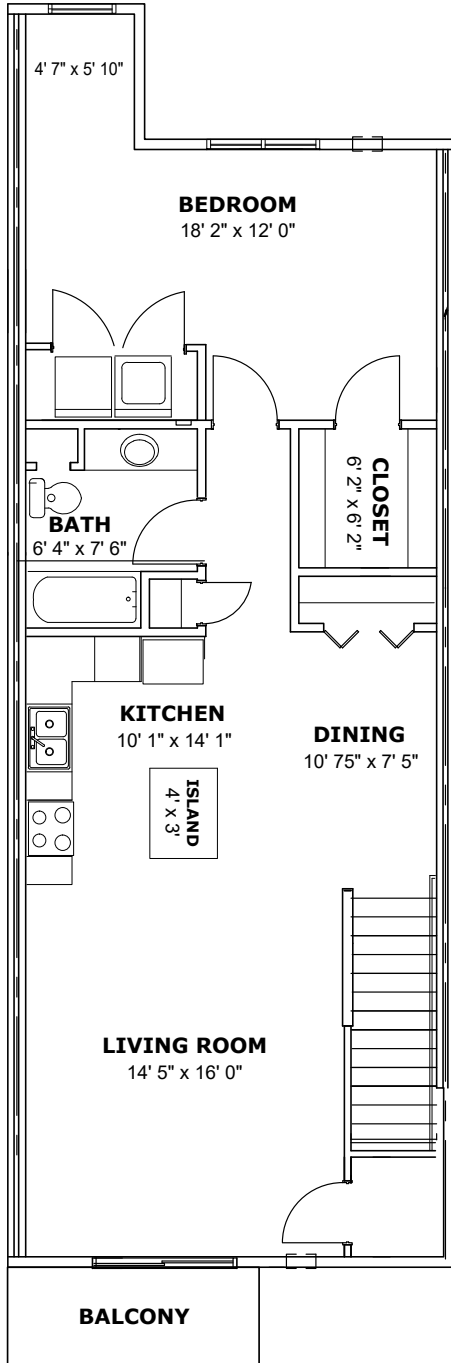 4' 7" x 5' 10"
BEDROOM
18' 2" x 12' 0"
CLOSET
6' 2" x 6' 2"
BATH
6' 4" x 7' 6"
KITCHEN
10' 1" x 14' 1"
DINING
10' 75" x 7' 5"
ISLAND
4' x 3'
LIVING ROOM
14' 5" x 16' 0"
BALCONY